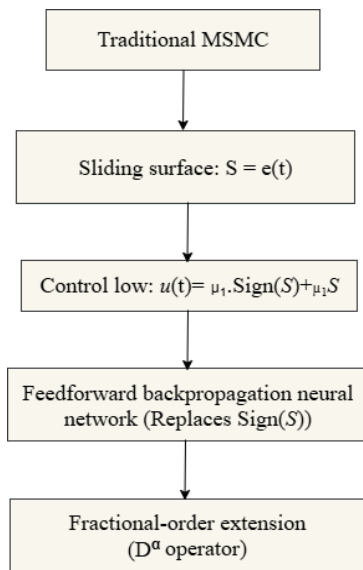 Traditional MSMC
Sliding surface: S = e(t)
Control low: u(t)= μ₁.Sign(S)+μ₁S
Feedforward backpropagation neural
network (Replaces Sign(S))
Fractional-order extension
(Dᵅ operator)